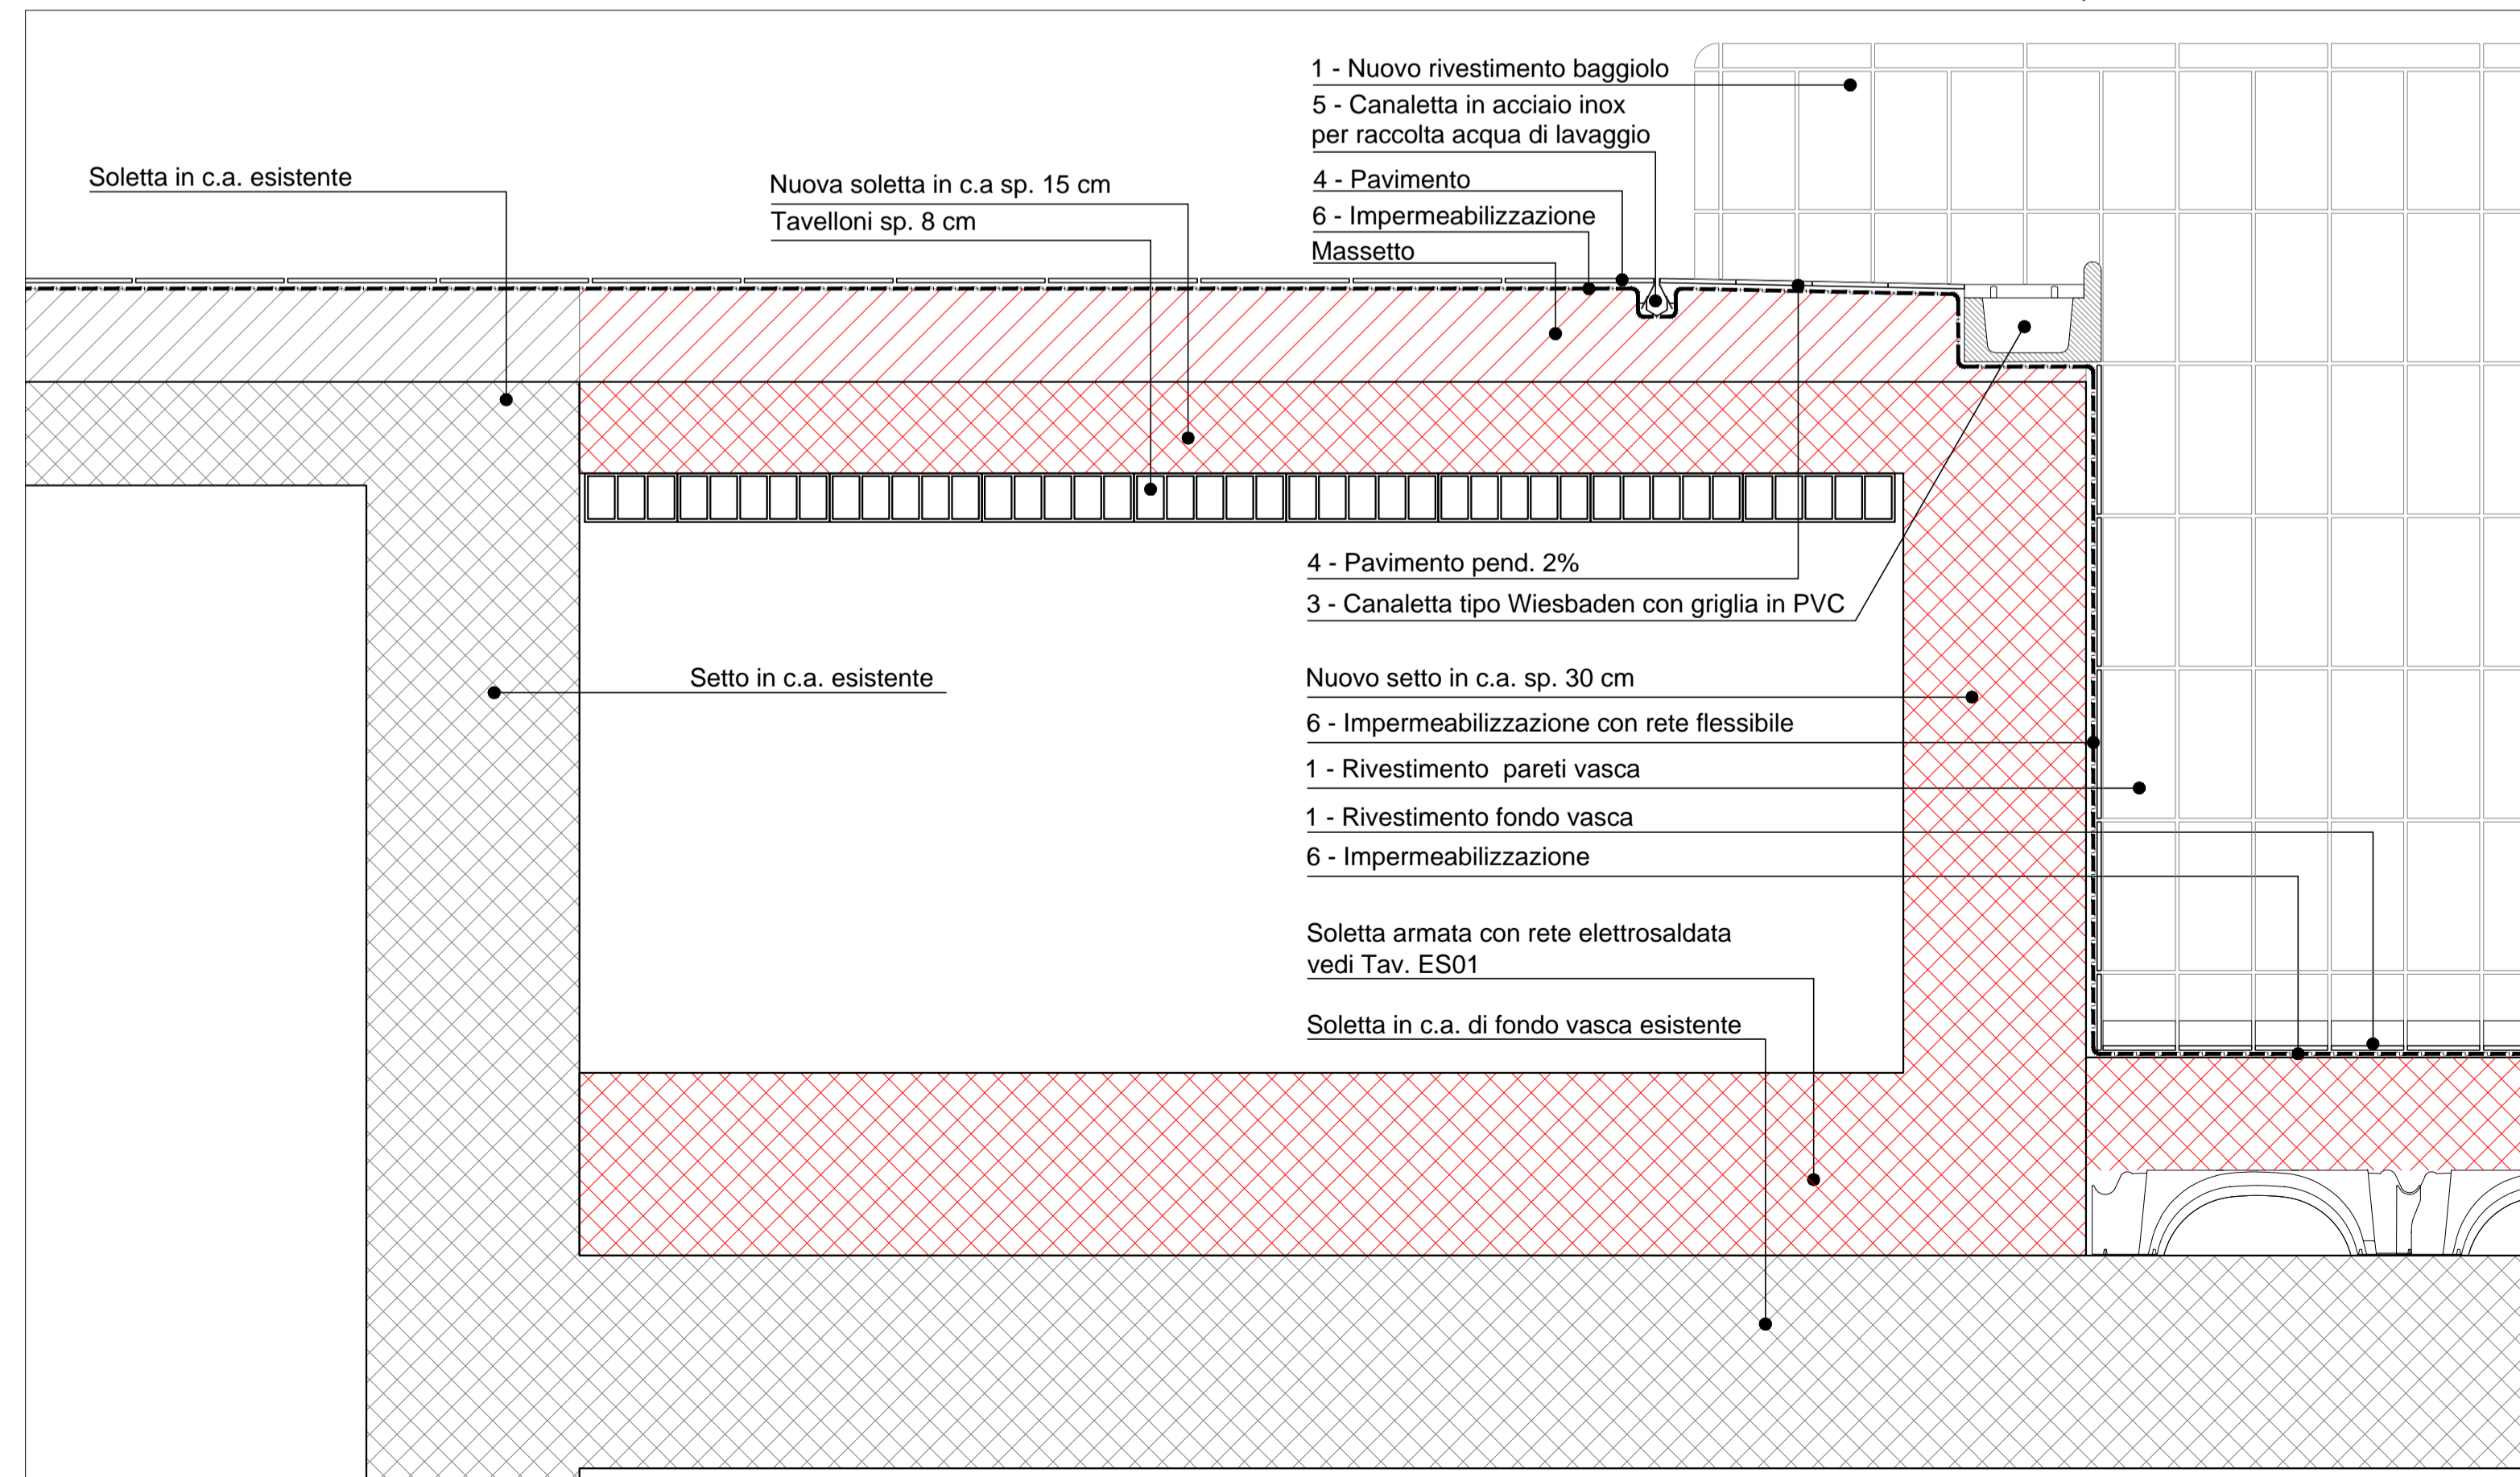 1 - Nuovo rivestimento baggiolo
5 - Canaletta in acciaio inox
per raccolta acqua di lavaggio
Soletta in c.a. esistente
Nuova soletta in c.a sp. 15 cm
4 - Pavimento
Tavelloni sp. 8 cm
6 - Impermeabilizzazione
Massetto
4 - Pavimento pend. 2%
3 - Canaletta tipo Wiesbaden con griglia in PVC
Setto in c.a. esistente
Nuovo setto in c.a. sp. 30 cm
6 - Impermeabilizzazione con rete flessibile
1 - Rivestimento  pareti vasca
1 - Rivestimento fondo vasca
6 - Impermeabilizzazione
Soletta armata con rete elettrosaldata
vedi Tav. ES01
Soletta in c.a. di fondo vasca esistente